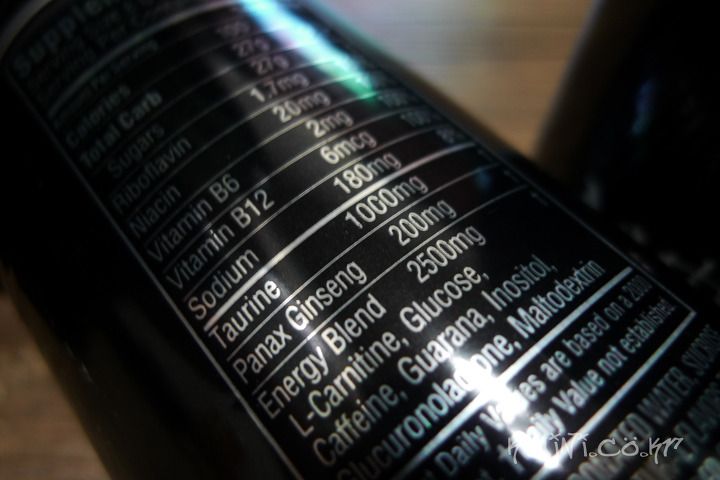 Supplem
Calories
Total Carb 27g
Sugars 27g
Riboflavin 1.7mg
Niacin 20mg
Vitamin B6 2mg
Vitamin B12 6mcg
Sodium 180mg
Taurine 1000mg
Panax Ginseng 200mg
Energy Blend 2500mg
L-Carnitine, Glucose,
Caffeine, Guarana, Inositol,
Glucuronolactone, Maltodextrin
Daily Values are based on a 2000
Daily Value not established
WATER,